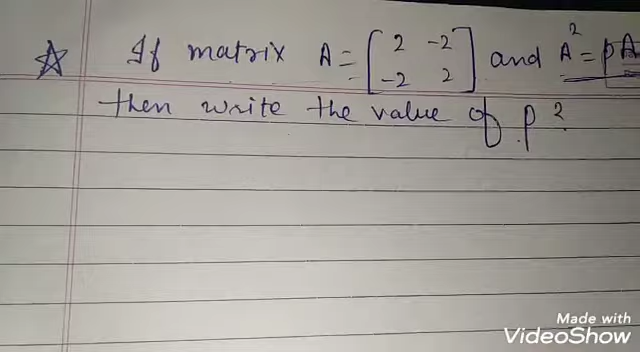 ☆ If matrix A = [ 2 -2 ] and A² = pA
[ -2 2 ]
then write the value of p ?
Made with
VideoShow